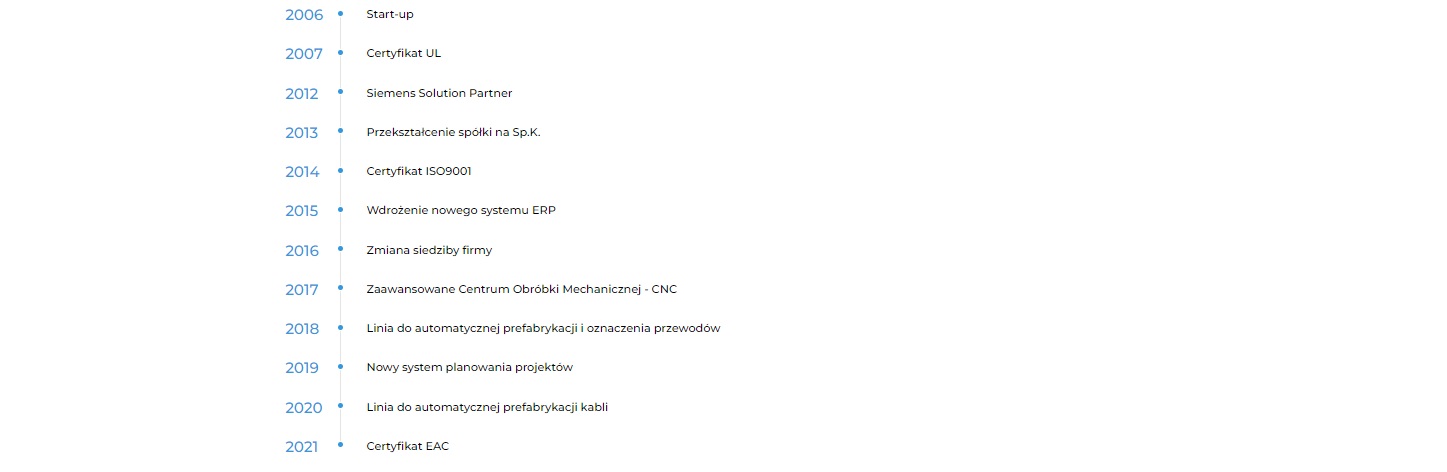 2006 Start-up
2007 Certyfikat UL
2012 Siemens Solution Partner
2013 Przekształcenie spółki na Sp.K.
2014 Certyfikat ISO9001
2015 Wdrożenie nowego systemu ERP
2016 Zmiana siedziby firmy
2017 Zaawansowane Centrum Obróbki Mechanicznej - CNC
2018 Linia do automatycznej prefabrykacji i oznaczenia przewodów
2019 Nowy system planowania projektów
2020 Linia do automatycznej prefabrykacji kabli
2021 Certyfikat EAC